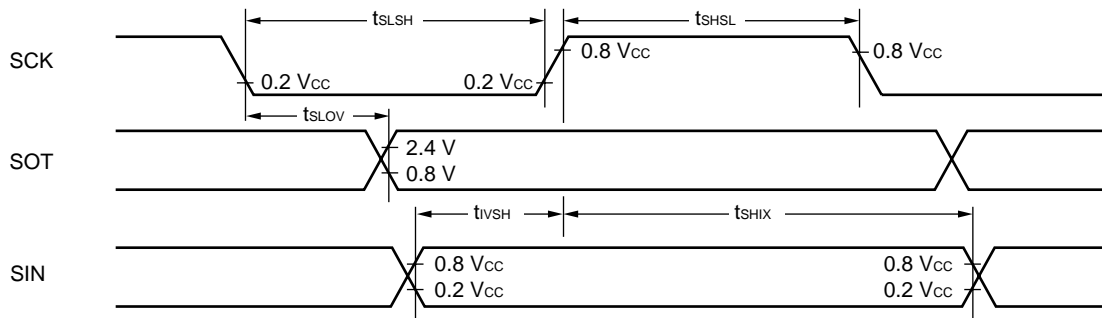 tSLSH tSHSL
SCK 0.2 VCC 0.2 VCC 0.8 VCC 0.8 VCC
tSLOV
SOT 2.4 V
0.8 V
tIVSH tSHIX
SIN 0.8 VCC 0.8 VCC
0.2 VCC 0.2 VCC